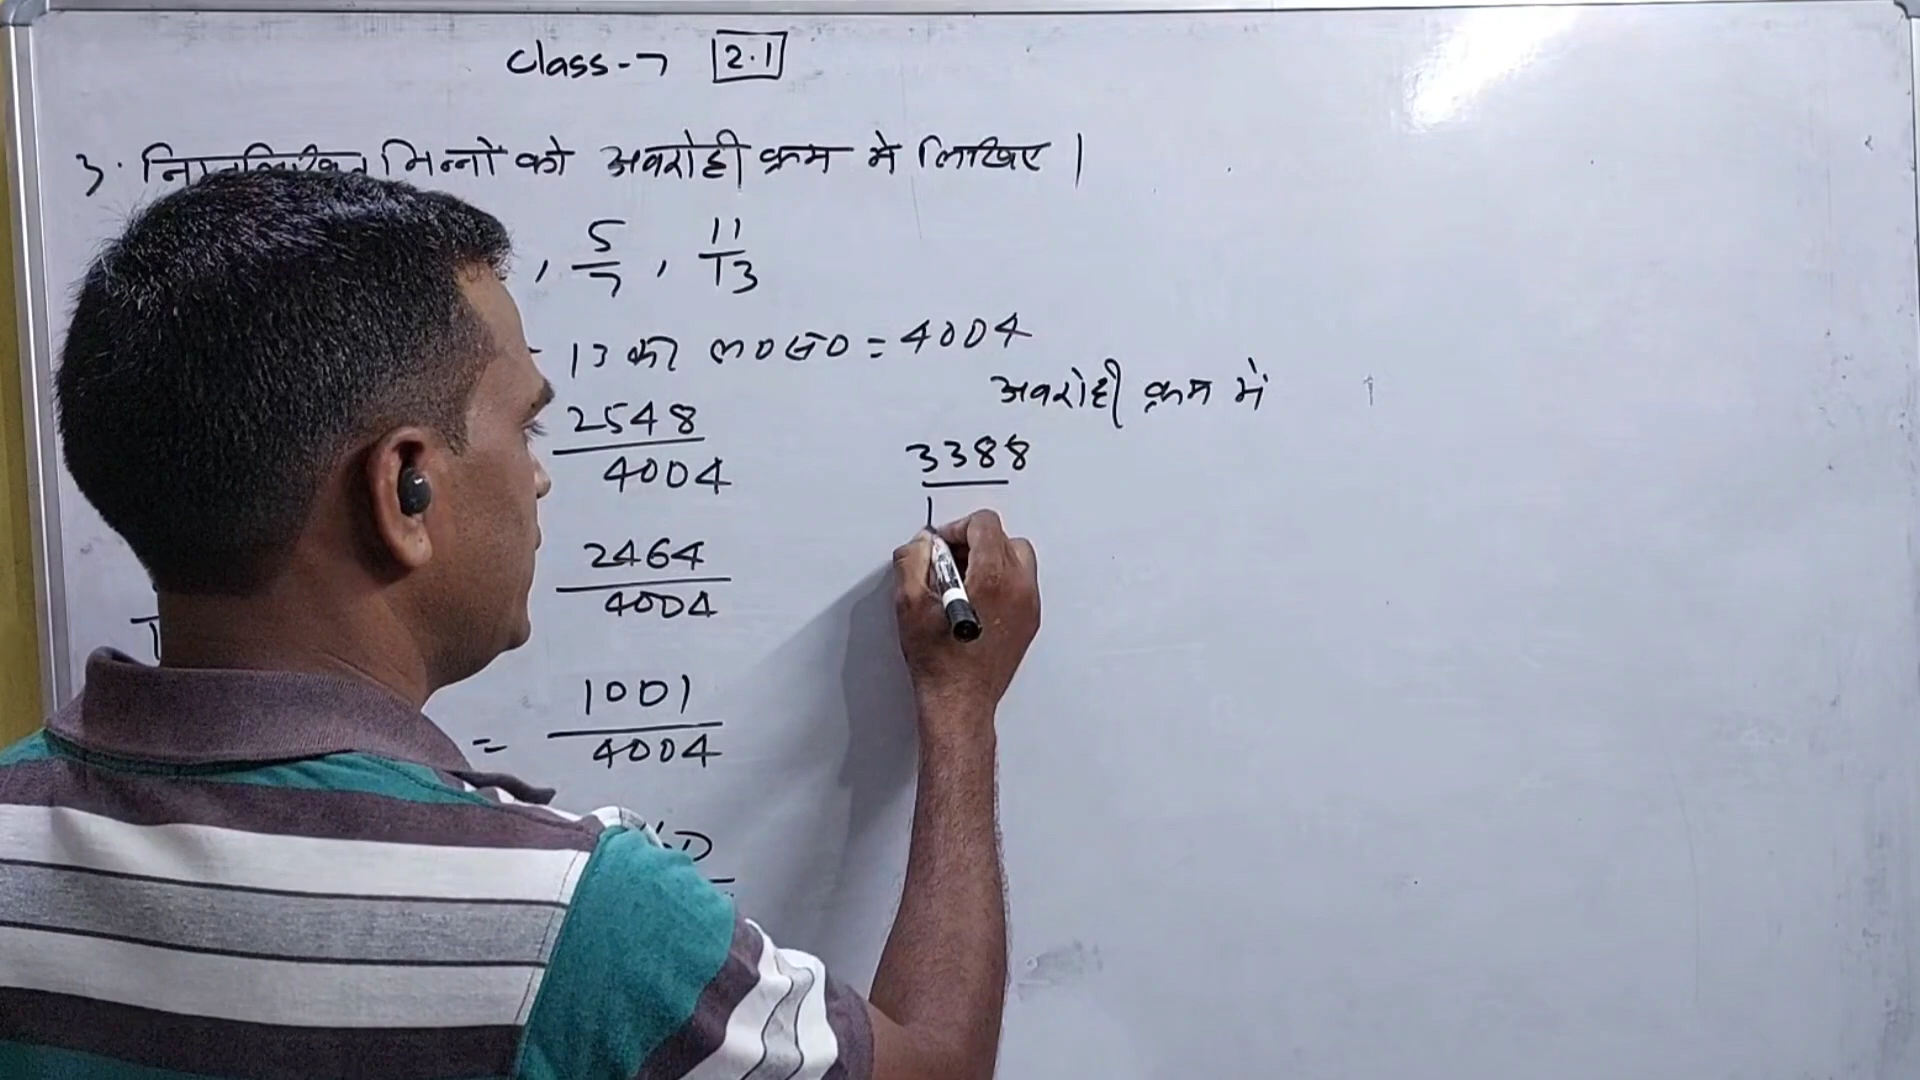 Class-7 2.1
3. निम्नलिखित भिन्नों को अवरोही क्रम मे लिखिए |
, 5/7 , 11/13
13 का ल0स0 = 4004
अवरोही क्रम में
2548/4004
3388
2464/4004
= 1001/4004